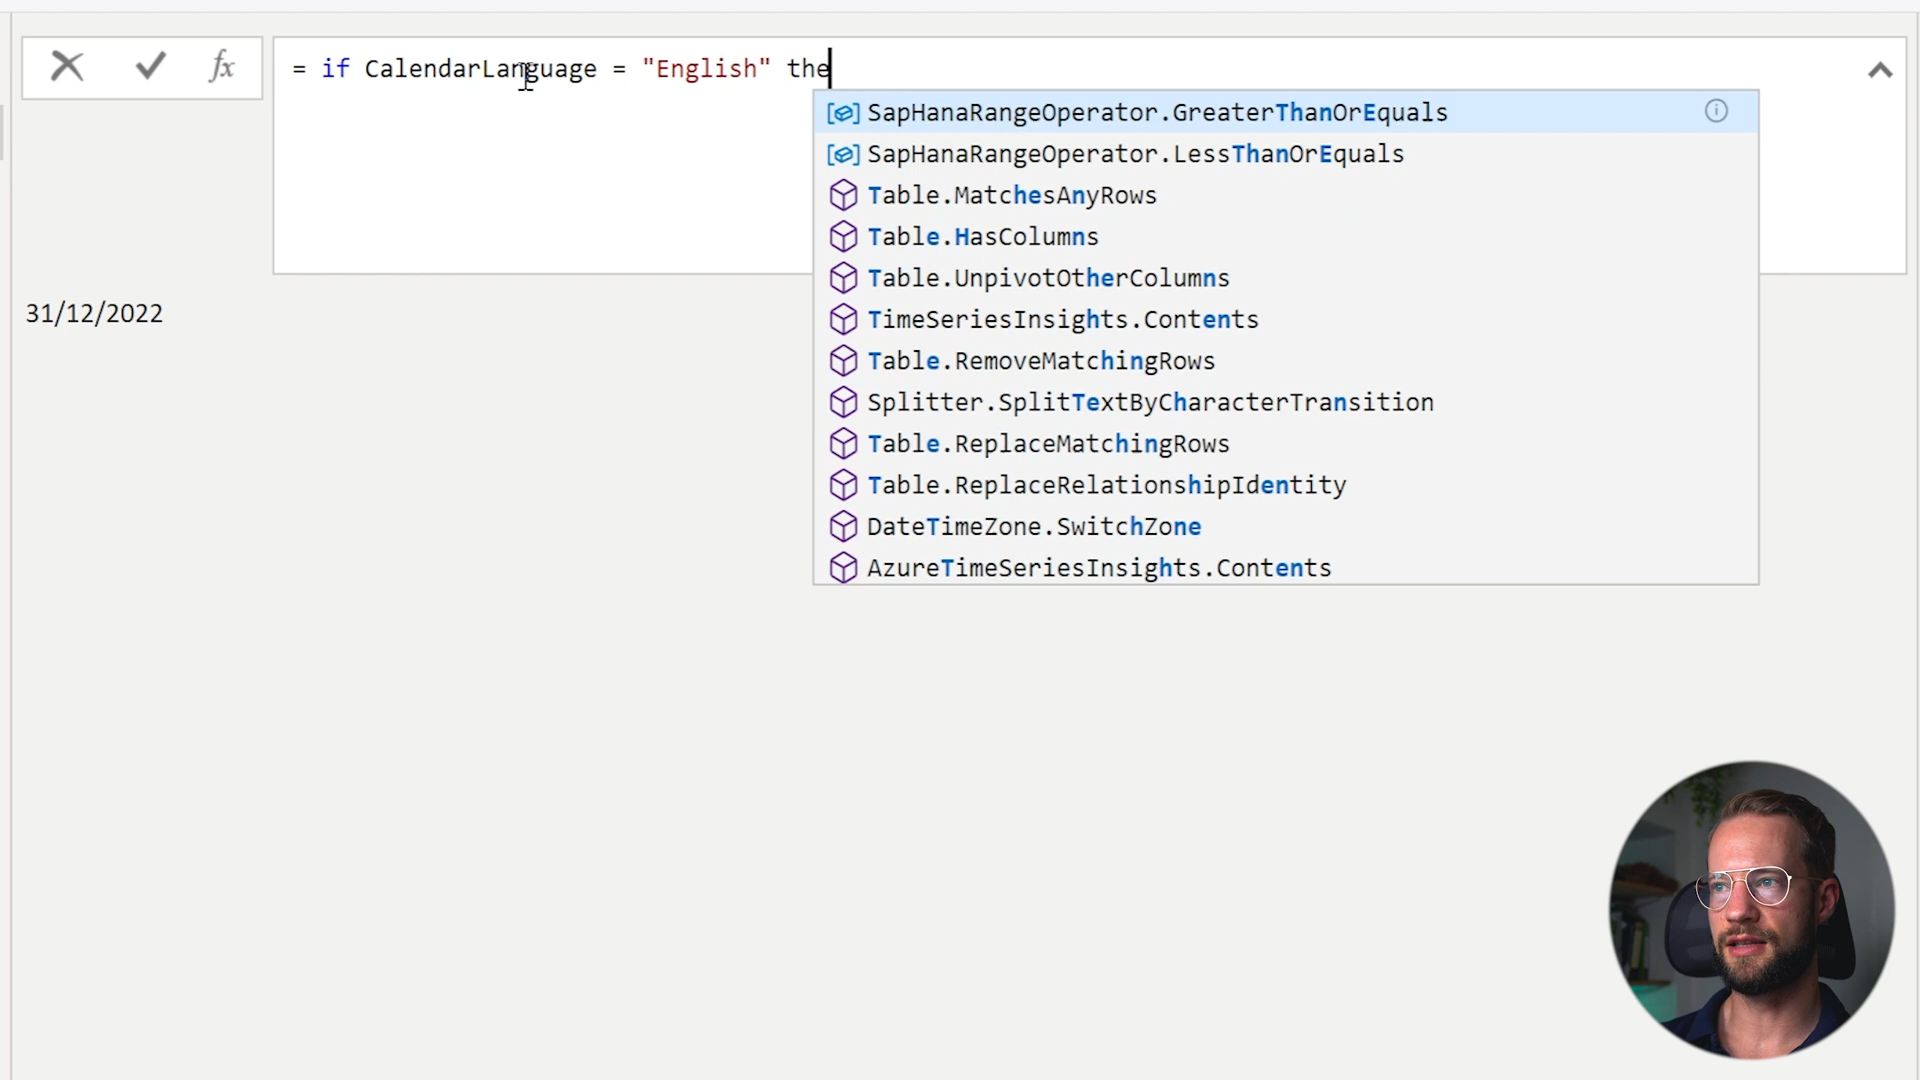 fx
= if CalendarLanguage = "English" the
SapHanaRangeOperator.GreaterThanOrEquals
SapHanaRangeOperator.LessThanOrEquals
Table.MatchesAnyRows
Table.HasColumns
Table.UnpivotOtherColumns
TimeSeriesInsights.Contents
Table.RemoveMatchingRows
Splitter.SplitTextByCharacterTransition
Table.ReplaceMatchingRows
Table.ReplaceRelationshipIdentity
DateTimeZone.SwitchZone
AzureTimeSeriesInsights.Contents
31/12/2022